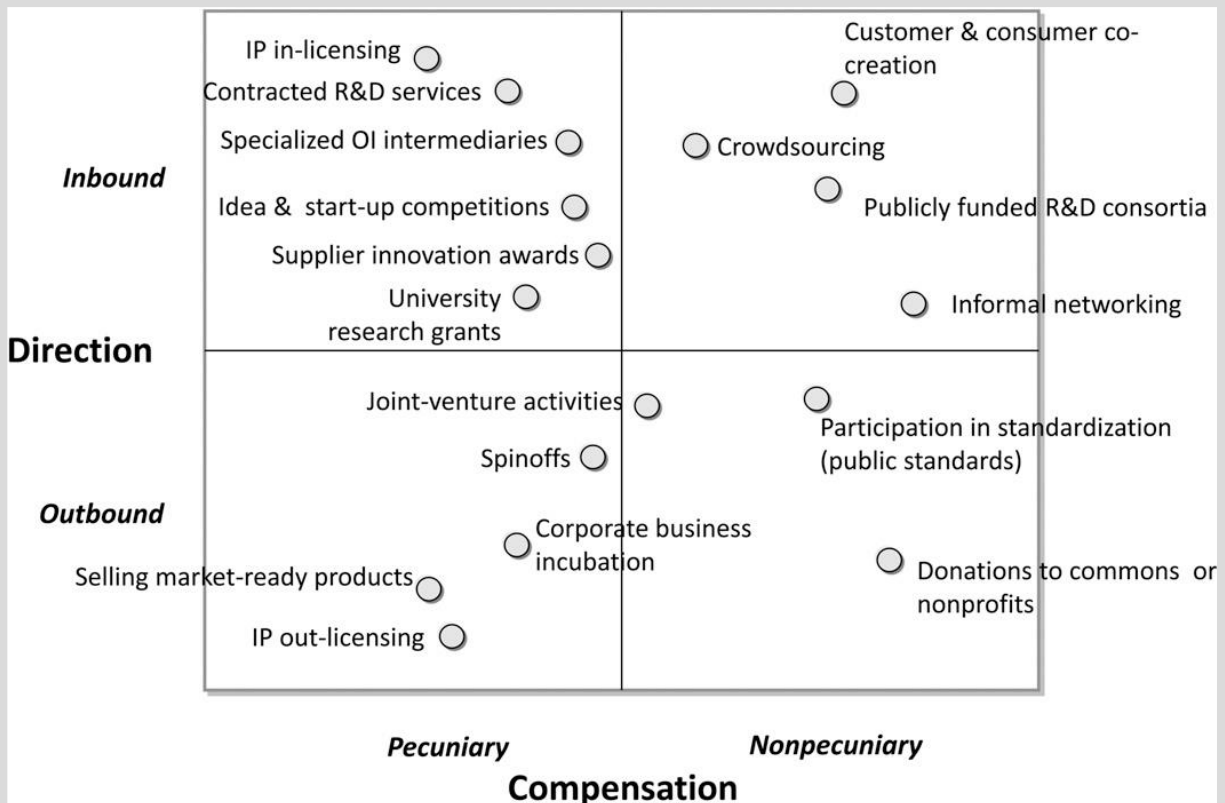 IP in-licensing
Customer & consumer co-
creation
Contracted R&D services
Specialized OI intermediaries
Crowdsourcing
Inbound
Idea &  start-up competitions
Publicly funded R&D consortia
Supplier innovation awards
University
research grants
Informal networking
Direction
Joint-venture activities
Participation in standardization
(public standards)
Spinoffs
Outbound
Corporate business
incubation
Selling market-ready products
Donations to commons  or
nonprofits
IP out-licensing
Pecuniary
Nonpecuniary
Compensation